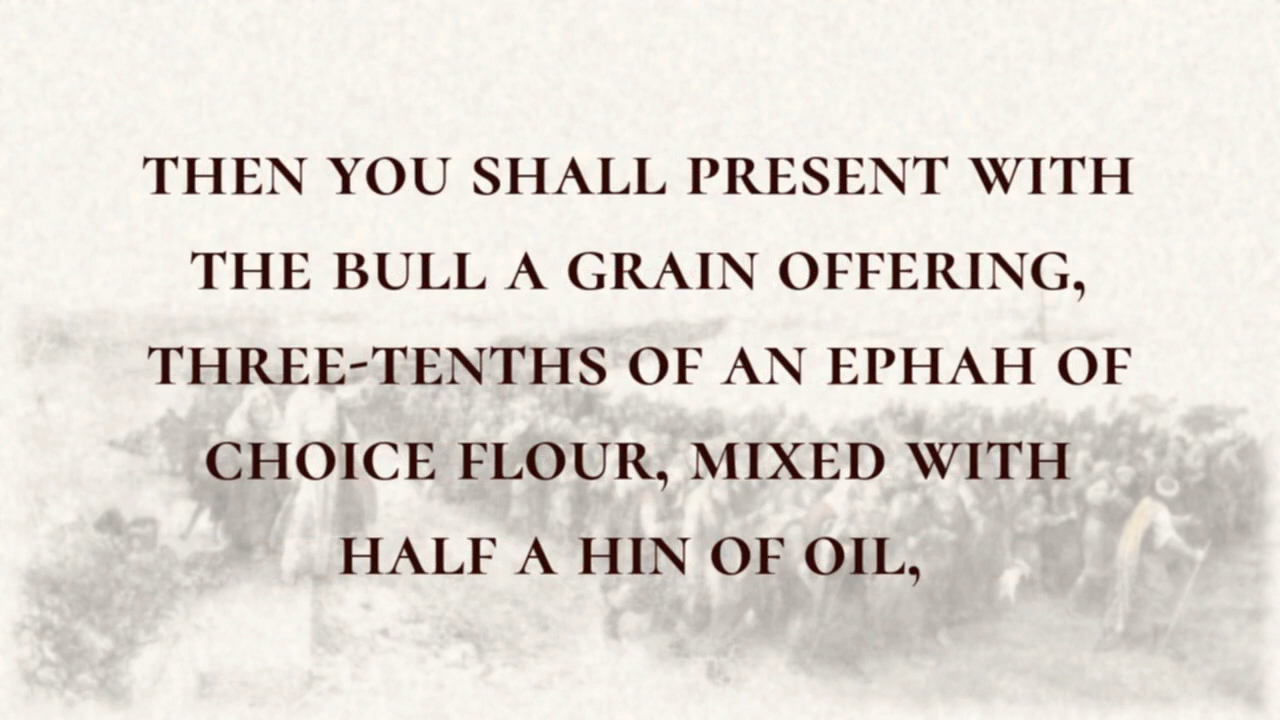 THEN YOU SHALL PRESENT WITH
THE BULL A GRAIN OFFERING,
THREE-TENTHS OF AN EPHAH OF
CHOICE FLOUR, MIXED WITH
HALF A HIN OF OIL,